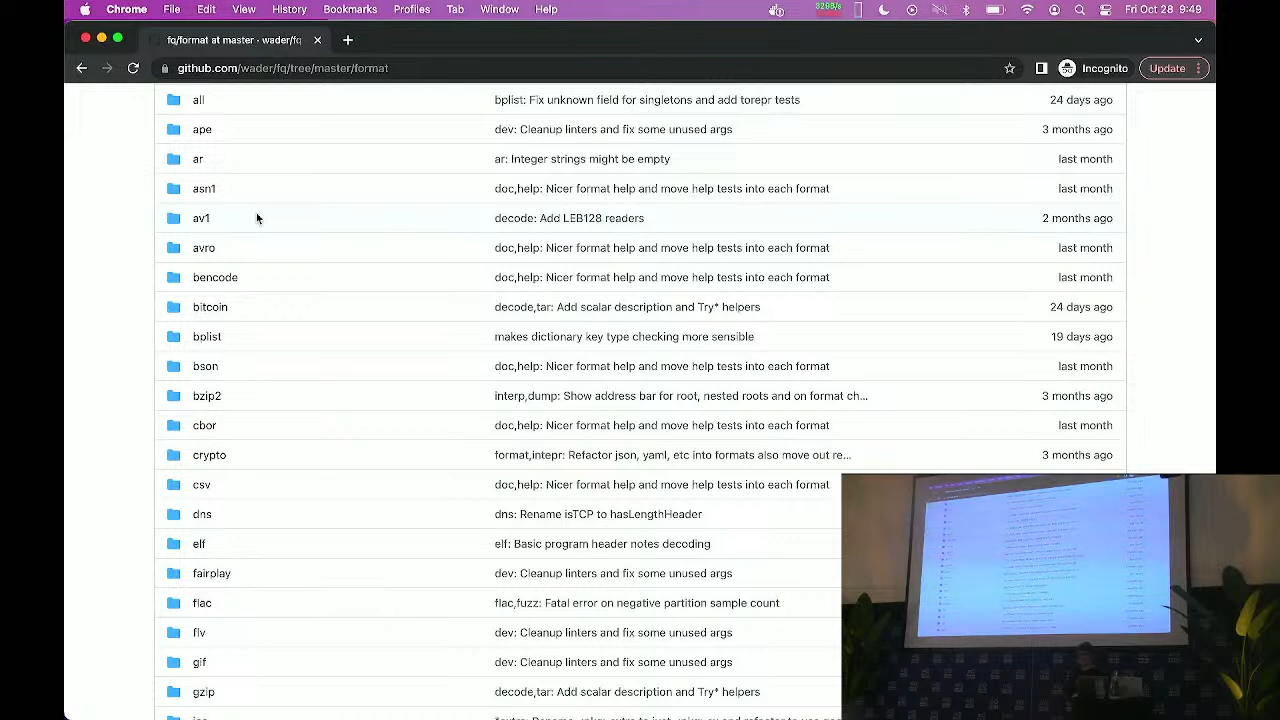 Chrome File Edit View History Bookmarks Profiles Tab Window Help Fri Oct 28 9:49
fq/format at master · wader/fq
github.com/wader/fq/tree/master/format Incognito Update
all bplist: Fix unknown field for singletons and add torepr tests 24 days ago
ape dev: Cleanup linters and fix some unused args 3 months ago
ar ar: Integer strings might be empty last month
asn1 doc,help: Nicer format help and move help tests into each format last month
av1 decode: Add LEB128 readers 2 months ago
avro doc,help: Nicer format help and move help tests into each format last month
bencode doc,help: Nicer format help and move help tests into each format last month
bitcoin decode,tar: Add scalar description and Try* helpers 24 days ago
bplist makes dictionary key type checking more sensible 19 days ago
bson doc,help: Nicer format help and move help tests into each format last month
bzip2 interp,dump: Show address bar for root, nested roots and on format ch... 3 months ago
cbor doc,help: Nicer format help and move help tests into each format last month
crypto format,intepr: Refactor json, yaml, etc into formats also move out re... 3 months ago
csv doc,help: Nicer format help and move help tests into each format
dns dns: Rename isTCP to hasLengthHeader
elf elf: Basic program header notes decoding
fairplay dev: Cleanup linters and fix some unused args
flac flac,fuzz: Fatal error on negative partition sample count
flv dev: Cleanup linters and fix some unused args
gif dev: Cleanup linters and fix some unused args
gzip decode,tar: Add scalar description and Try* helpers